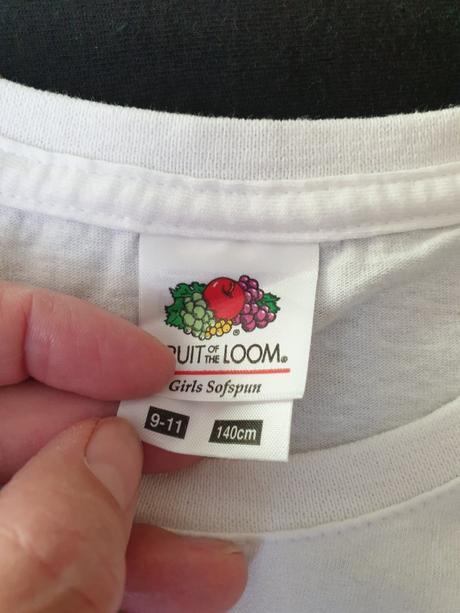 RUIT OF THE LOOM®
Girls Sofspun
9-11 140cm